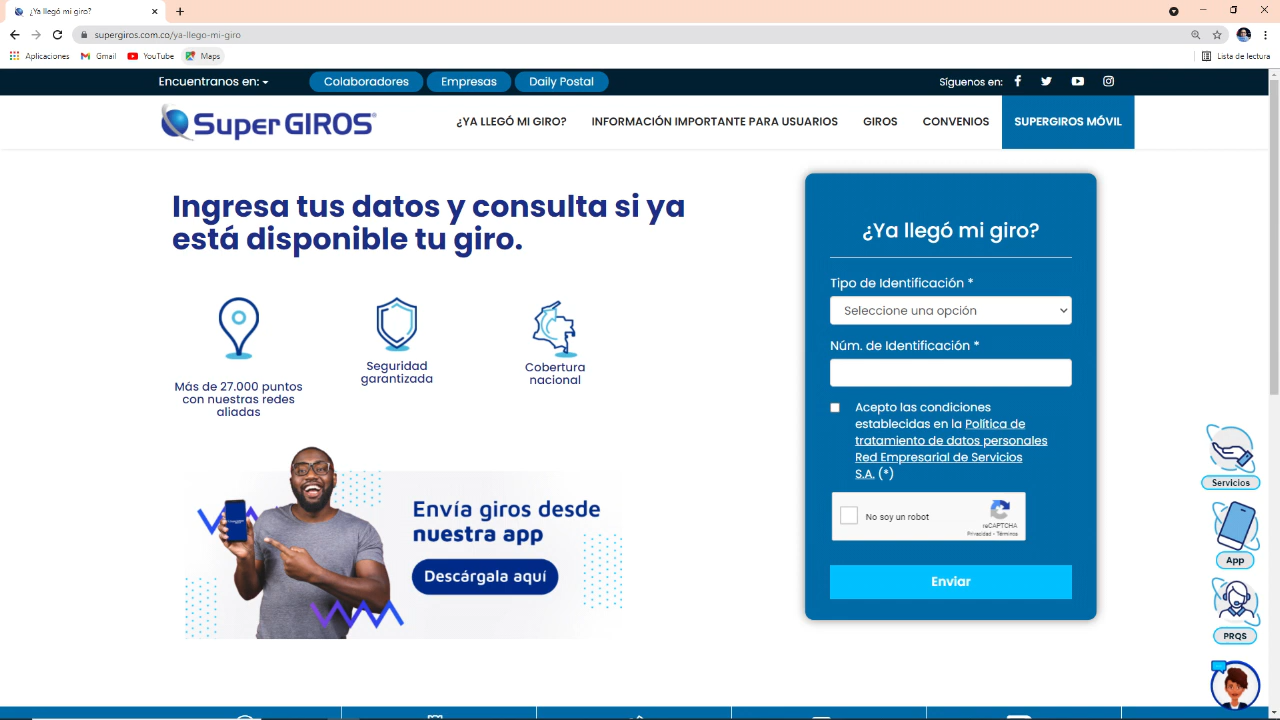 ¿Ya llegó mi giro?
supergiros.com.co/ya-llego-mi-giro
Aplicaciones
Gmail
YouTube
Maps
Lista de lectura
Encuentranos en:
Colaboradores
Empresas
Daily Postal
Síguenos en:
Super GIROS
¿YA LLEGÓ MI GIRO?
INFORMACIÓN IMPORTANTE PARA USUARIOS
GIROS
CONVENIOS
SUPERGIROS MÓVIL
Ingresa tus datos y consulta si ya
está disponible tu giro.
Más de 27.000 puntos
con nuestras redes
aliadas
Seguridad
garantizada
Cobertura
nacional
Envía giros desde
nuestra app
Descárgala aquí
¿Ya llegó mi giro?
Tipo de Identificación *
Seleccione una opción
Núm. de Identificación *
Acepto las condiciones
establecidas en la Política de
tratamiento de datos personales
Red Empresarial de Servicios
S.A. (*)
No soy un robot
reCAPTCHA
Privacidad - Términos
Enviar
Servicios
App
PRQS